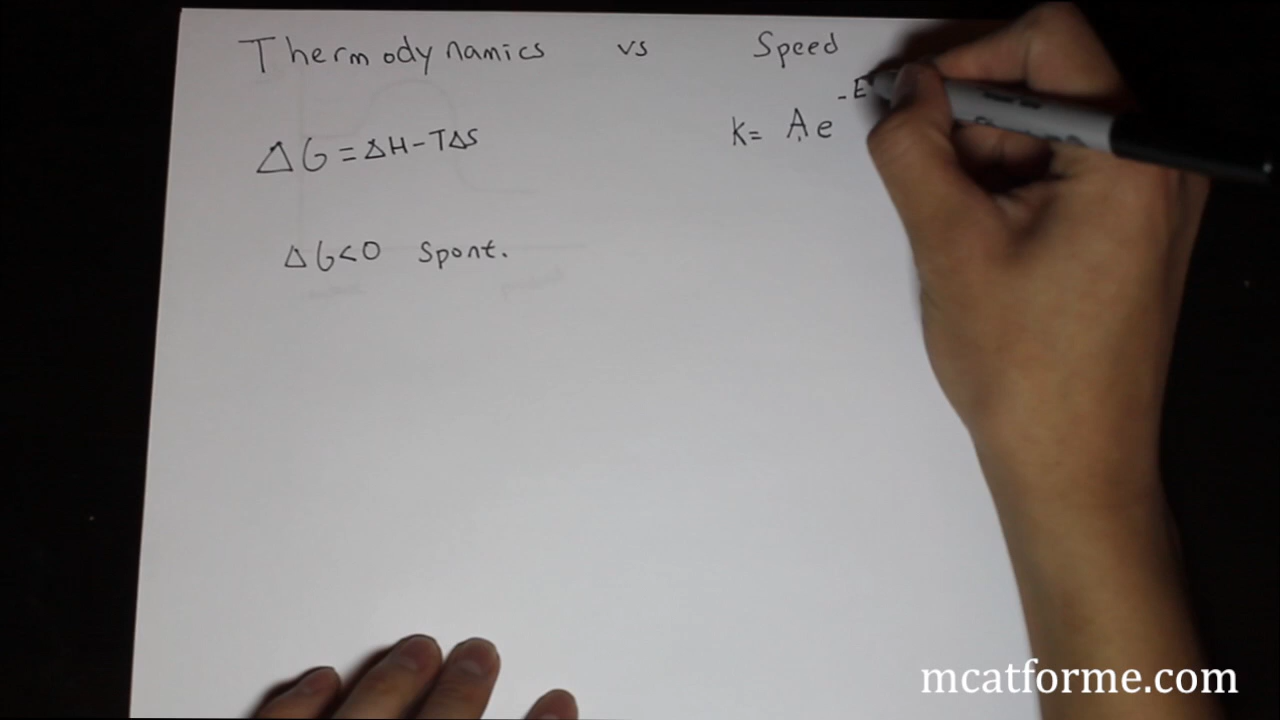 Thermodynamics vs Speed
ΔG = ΔH - TΔS
K = Ae^-E
ΔG<0 Spont.
mcatforme.com